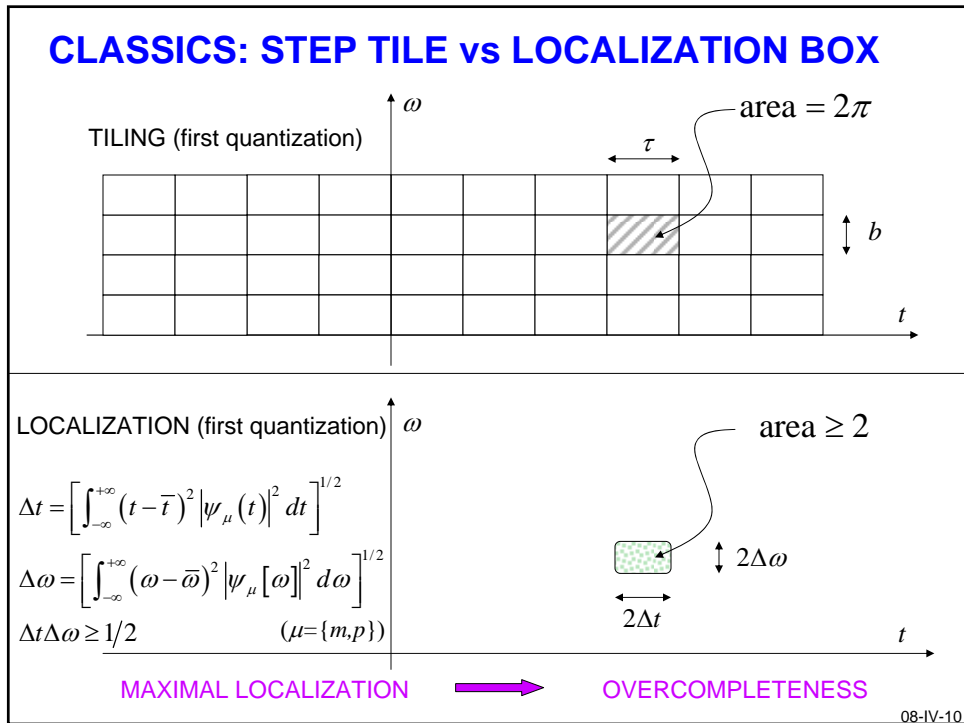 CLASSICS: STEP TILE vs LOCALIZATION BOX
ω
area = 2π
TILING (first quantization)
τ
b
t
LOCALIZATION (first quantization)
ω
area ≥ 2
Δt = [∫_{-∞}^{+∞} (t − t̅)² |ψ_μ(t)|² dt]^{1/2}
Δω = [∫_{-∞}^{+∞} (ω − ω̅)² |ψ_μ[ω]|² dω]^{1/2}
2Δω
2Δt
ΔtΔω ≥ 1/2 (μ={m,p})
t
MAXIMAL LOCALIZATION OVERCOMPLETENESS
08-IV-10